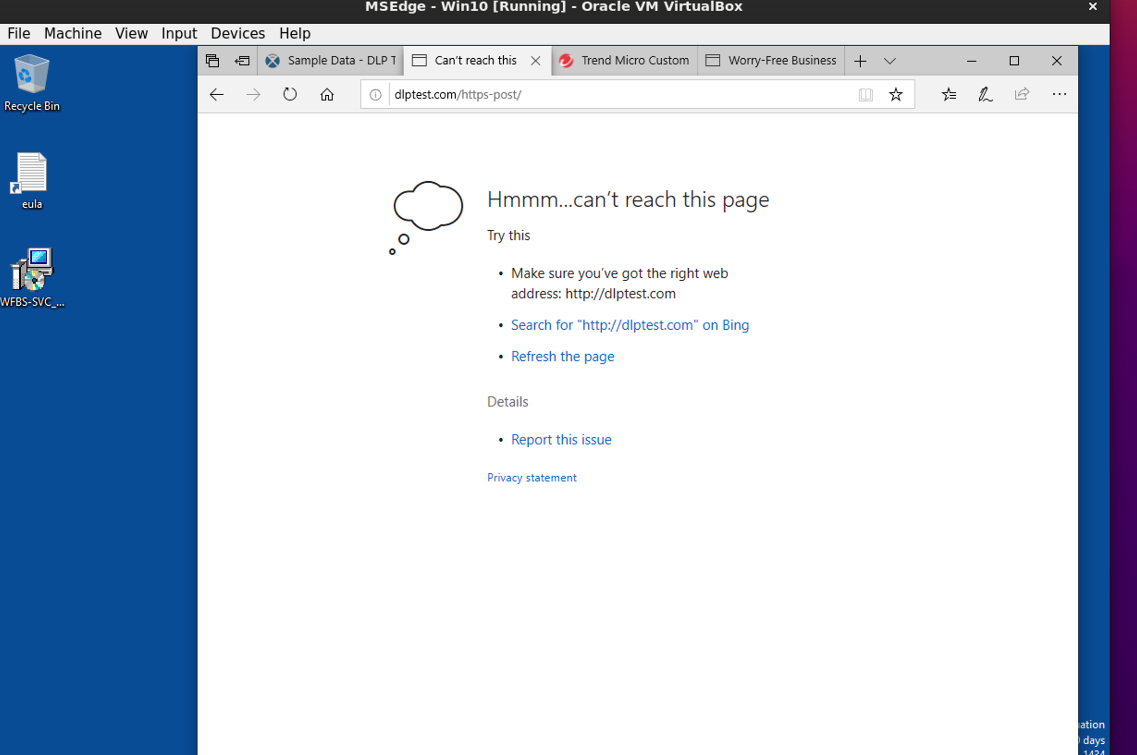 MSEdge - Win10 [Running] - Oracle VM VirtualBox
File Machine View Input Devices Help
Sample Data - DLP T
Can't reach this
Trend Micro Custom
Worry-Free Business
dlptest.com/https-post/
Recycle Bin
eula
WFBS-SVC_...
Hmmm...can't reach this page
Try this
• Make sure you've got the right web
address: http://dlptest.com
• Search for "http://dlptest.com" on Bing
• Refresh the page
Details
• Report this issue
Privacy statement
uation
days